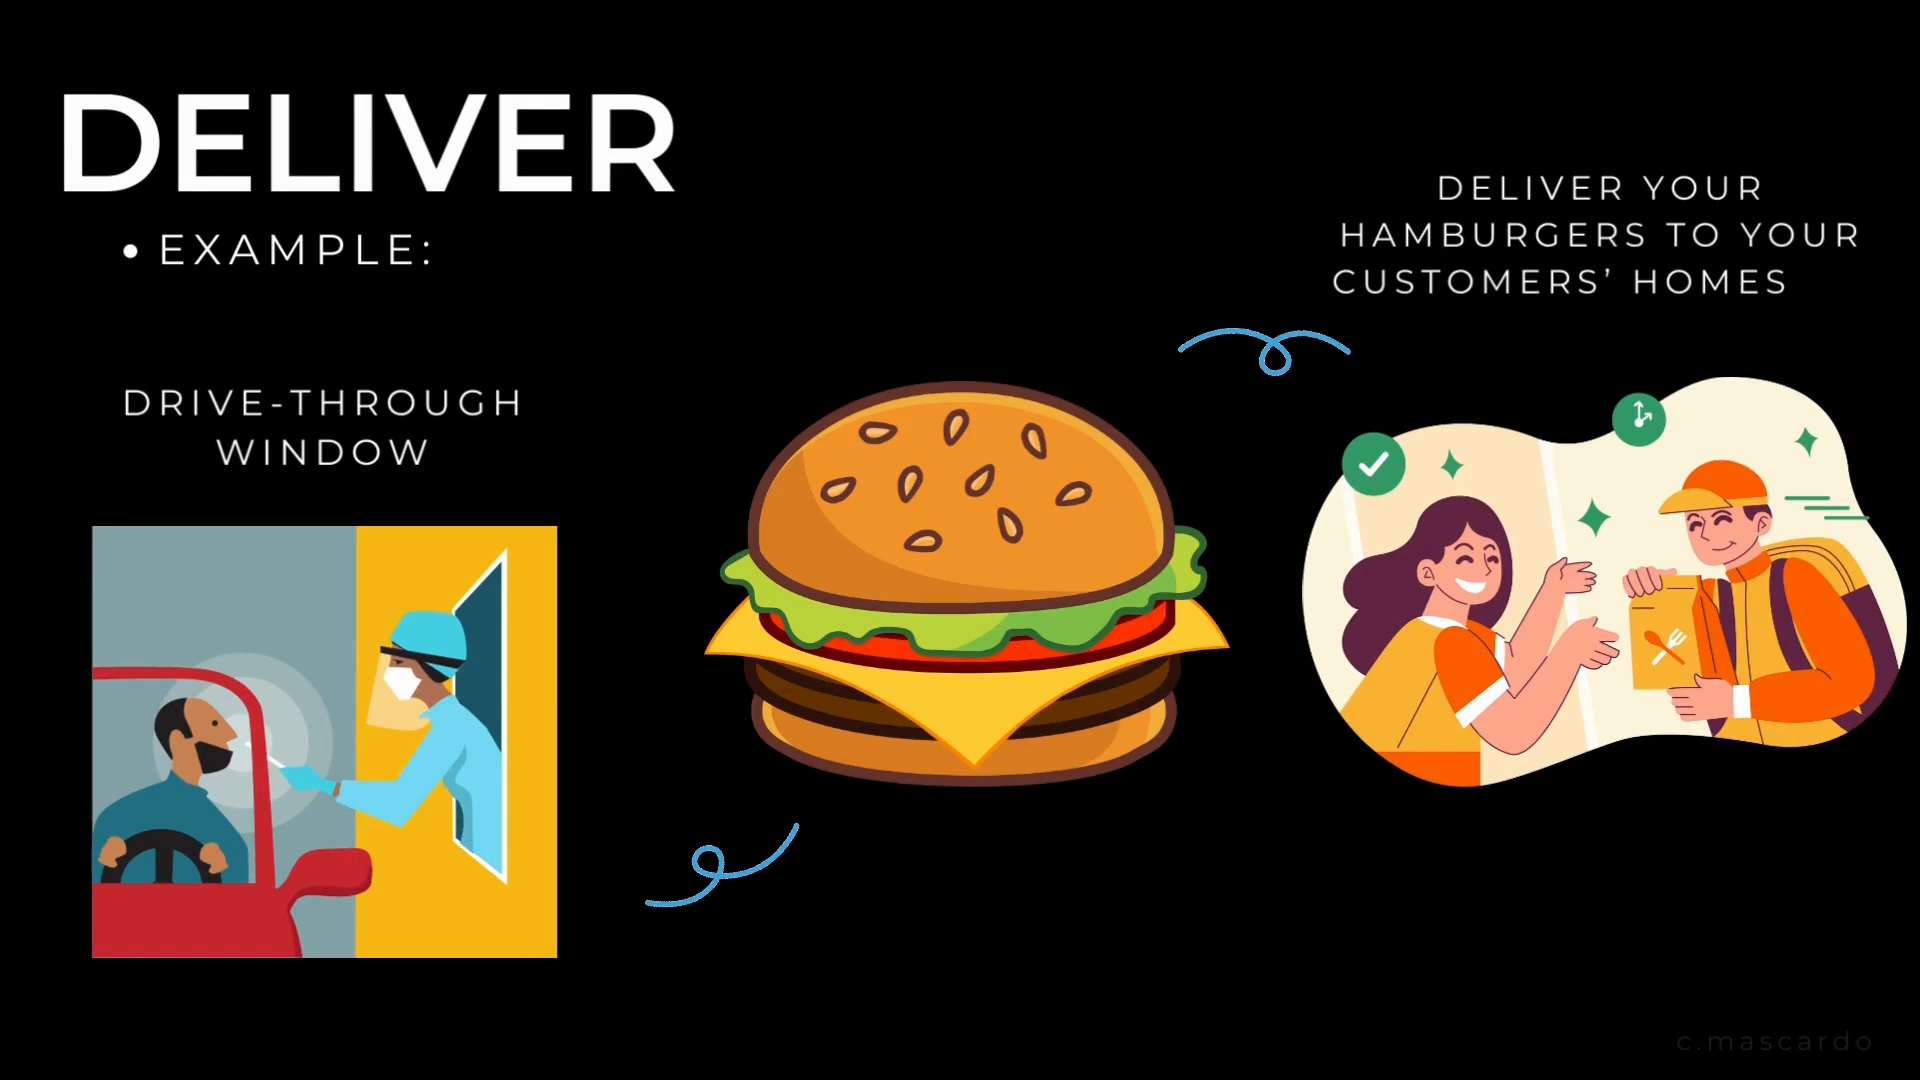 DELIVER
• EXAMPLE:
DRIVE-THROUGH
WINDOW
DELIVER YOUR
HAMBURGERS TO YOUR
CUSTOMERS’ HOMES
c.mascardo